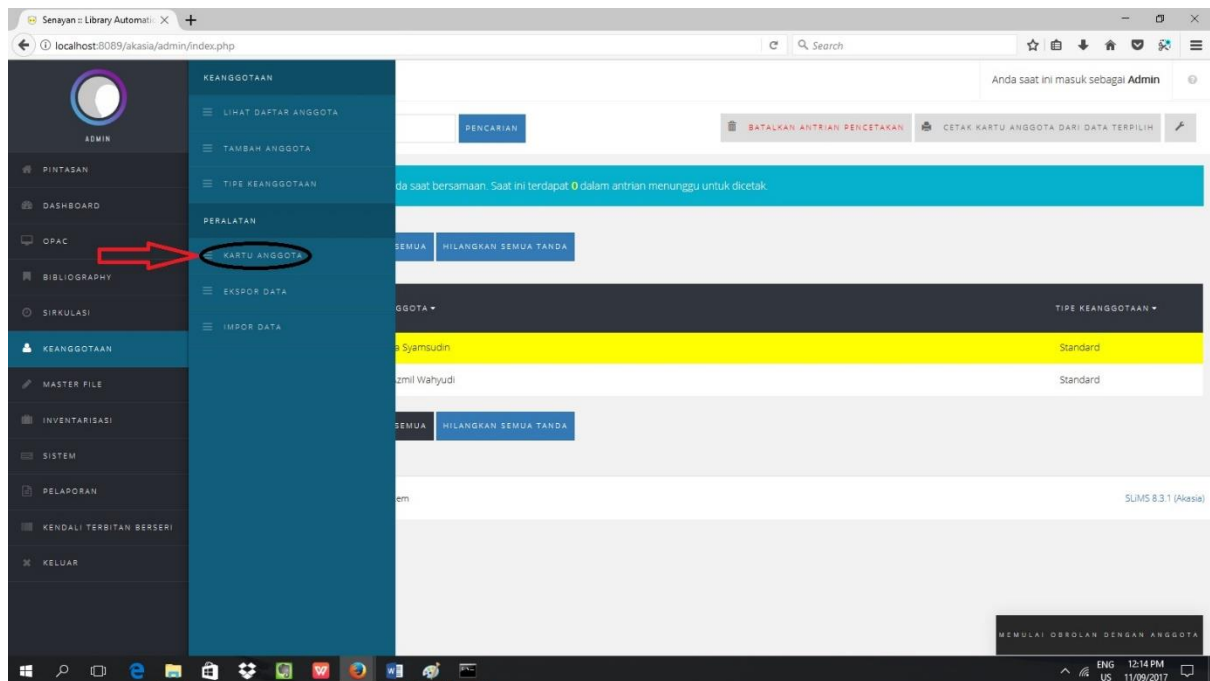 Senayan :: Library Automatic
localhost:8089/akasia/admin/index.php
Search
ADMIN
PINTASAN
DASHBOARD
OPAC
BIBLIOGRAPHY
SIRKULASI
KEANGGOTAAN
MASTER FILE
INVENTARISASI
SISTEM
PELAPORAN
KENDALI TERBITAN BERSERI
KELUAR
KEANGGOTAAN
LIHAT DAFTAR ANGGOTA
TAMBAH ANGGOTA
TIPE KEANGGOTAAN
PERALATAN
KARTU ANGGOTA
EKSPOR DATA
IMPOR DATA
Anda saat ini masuk sebagai Admin
PENCARIAN
BATALKAN ANTRIAN PENCETAKAN
CETAK KARTU ANGGOTA DARI DATA TERPILIH
da saat bersamaan. Saat ini terdapat 0 dalam antrian menunggu untuk dicetak.
SEMUA HILANGKAN SEMUA TANDA
GGOTA TIPE KEANGGOTAAN
a Syamsudin Standard
Azmil Wahyudi Standard
SEMUA HILANGKAN SEMUA TANDA
em SLiMS 8.3.1 (Akasia)
MEMULAI OBROLAN DENGAN ANGGOTA
ENG 12:14 PM
US 11/09/2017